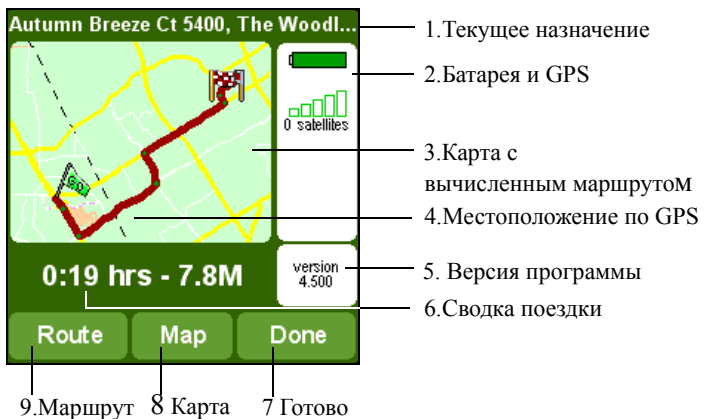 Autumn Breeze Ct 5400, The Woodl...
1.Текущее назначение
2.Батарея и GPS
0 satellites
3.Карта с
вычисленным маршрутом
4.Местоположение по GPS
Go
0:19 hrs - 7.8M
version
4.500
5. Версия программы
6.Сводка поездки
Route
Map
Done
9.Маршрут
8 Карта
7 Готово